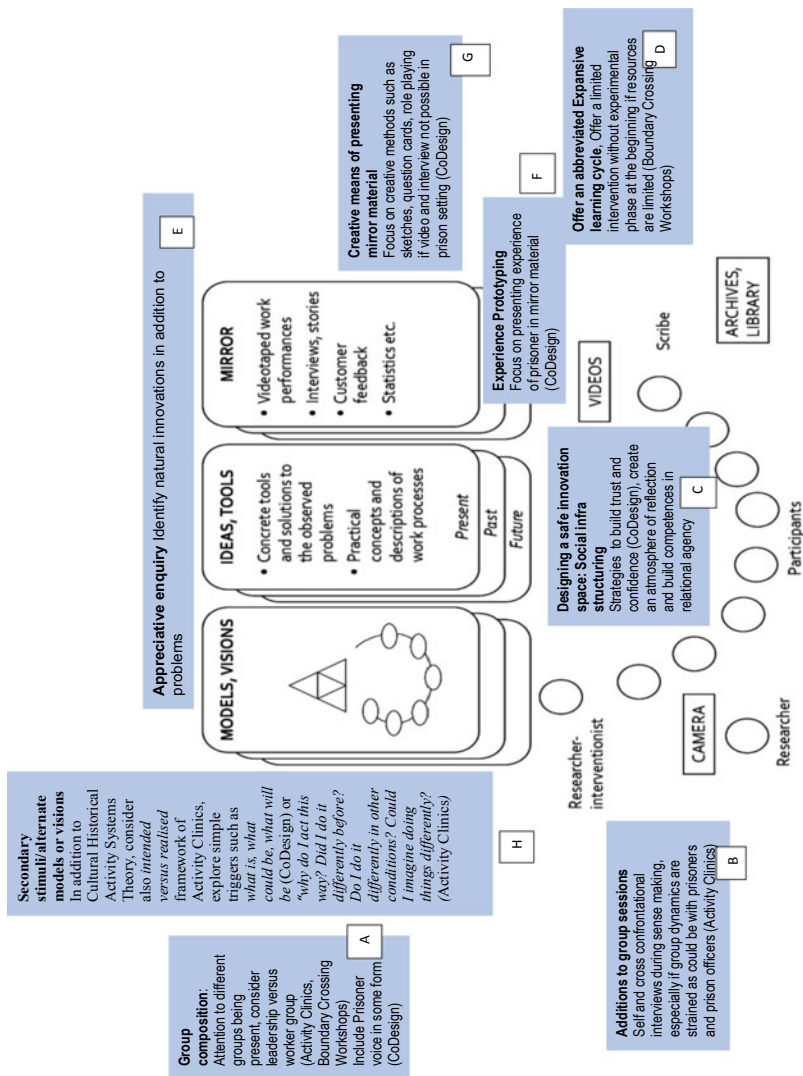 Group
composition:
Attention to different
groups being
present, consider
leadership versus
worker group
(Activity Clinics,
Boundary Crossing
Workshops)
Include Prisoner
voice in some form
(CoDesign)
A
Secondary
stimuli/alternate
models or visions
In addition to
Cultural Historical
Activity Systems
Theory, consider
also intended
versus realised
framework of
Activity Clinics,
explore simple
triggers such as
what is, what
could be, what will
be (CoDesign) or
“why do I act this
way? Did I do it
differently before?
Do I do it
differently in other
conditions? Could
I imagine doing
things differently?
(Activity Clinics)
H
Appreciative enquiry Identify natural innovations in addition to
problems
E
Creative means of presenting
mirror material
Focus on creative methods such as
sketches, question cards, role playing
if video and interview not possible in
prison setting (CoDesign)
G
MODELS, VISIONS
IDEAS, TOOLS
• Concrete tools
and solutions to
the observed
problems
• Practical
concepts and
descriptions of
work processes
Present
Past
Future
MIRROR
• Videotaped work
performances
• Interviews, stories
• Customer
feedback
• Statistics etc.
Experience Prototyping
Focus on presenting experience
of prisoner in mirror material
(CoDesign)
F
Offer an abbreviated Expansive
learning cycle, Offer a limited
intervention without experimental
phase at the beginning if resources
are limited (Boundary Crossing
Workshops)
D
Designing a safe innovation
space: Social infra
structuring
Strategies to build trust and
confidence (CoDesign), create
an atmosphere of reflection
and build competences in
relational agency
C
Additions to group sessions
Self and cross confrontational
interviews during sense making,
especially if group dynamics are
strained as could be with prisoners
and prison officers (Activity Clinics)
B
Researcher-
interventionist
CAMERA
Researcher
Participants
VIDEOS
Scribe
ARCHIVES,
LIBRARY